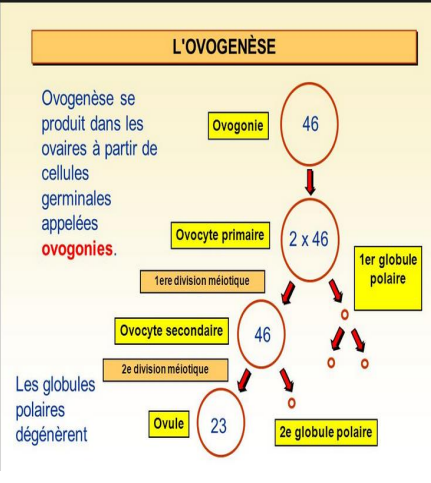 L'OVOGENÈSE
Ovogenèse se
produit dans les
ovaires à partir de
cellules
germinales
appelées
ovogonies.
Ovogonie
46
Ovocyte primaire
2 x 46
1er globule
polaire
1ere division méiotique
Ovocyte secondaire
46
2e division méiotique
Les globules
polaires
dégénèrent
Ovule
23
2e globule polaire